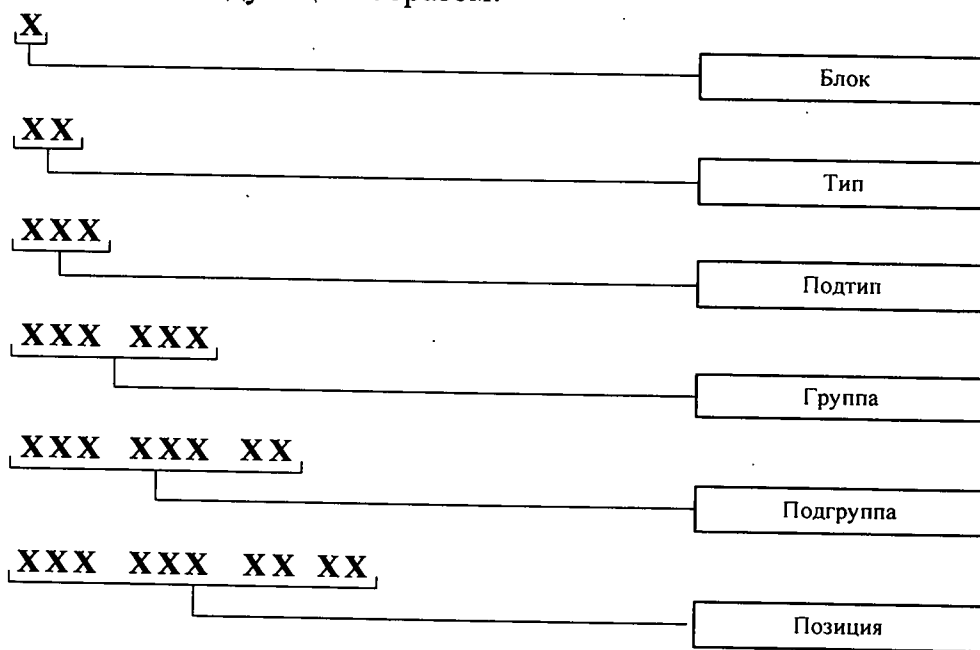 X
Блок
XX
Тип
XXX
Подтип
XXX XXX
Группа
XXX XXX XX
Подгруппа
XXX XXX XX XX
Позиция